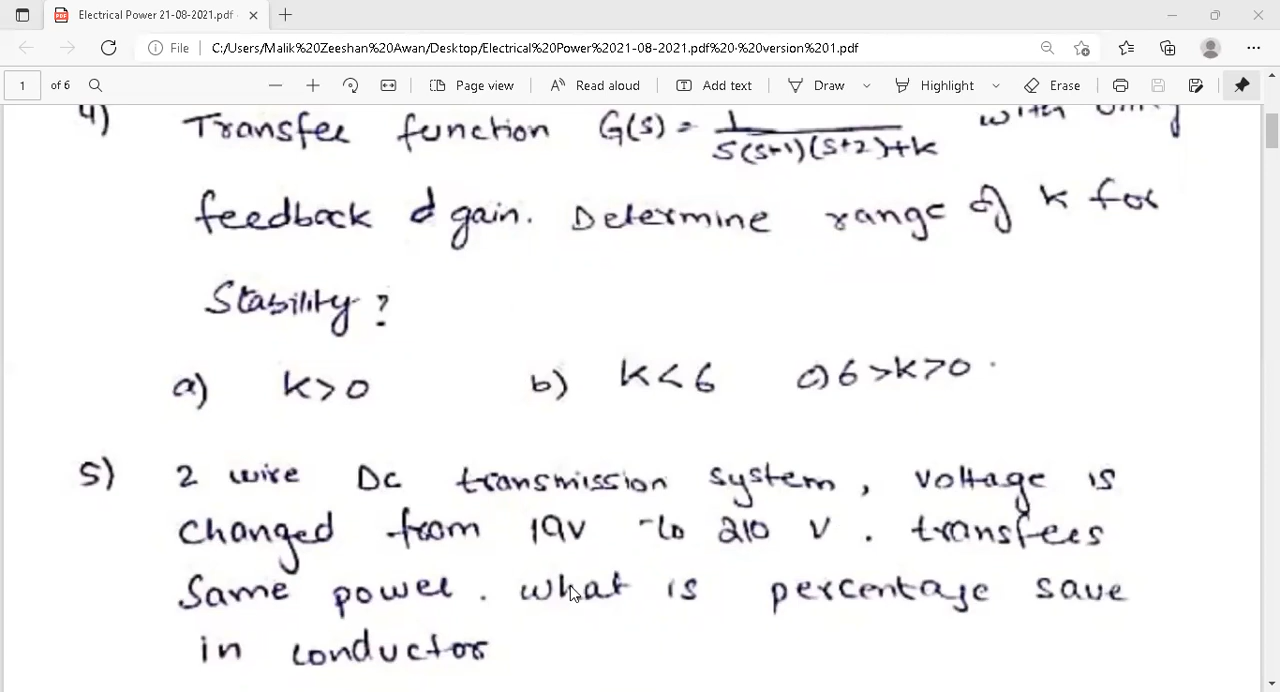 Electrical Power 21-08-2021.pdf
File C:/Users/Malik%20Zeeshan%20Awan/Desktop/Electrical%20Power%2021-08-2021.pdf%20-%20version%201.pdf
1 of 6 Page view Read aloud Add text Draw Highlight Erase
4) Transfer function G(s) = 1 / S(S+1)(S+2)+k with unity
feedback d gain. Determine range of k for
Stability?
a) k>0 b) k<6 c) 6>k>0
5) 2 wire Dc transmission system, voltage is
changed from 19v to 210 V. transfers
Same power. what is percentage save
in conductor